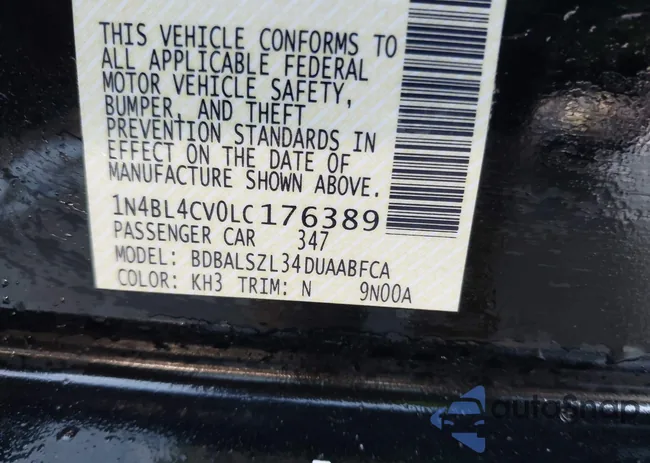 THIS VEHICLE CONFORMS TO
ALL APPLICABLE FEDERAL
MOTOR VEHICLE SAFETY,
BUMPER, AND THEFT
PREVENTION STANDARDS IN
EFFECT ON THE DATE OF
MANUFACTURE SHOWN ABOVE.
1N4BL4CV0LC176389
PASSENGER CAR 347
MODEL: BDBALSZL34DUAABFCA
COLOR: KH3 TRIM: N 9N00A
autosnap